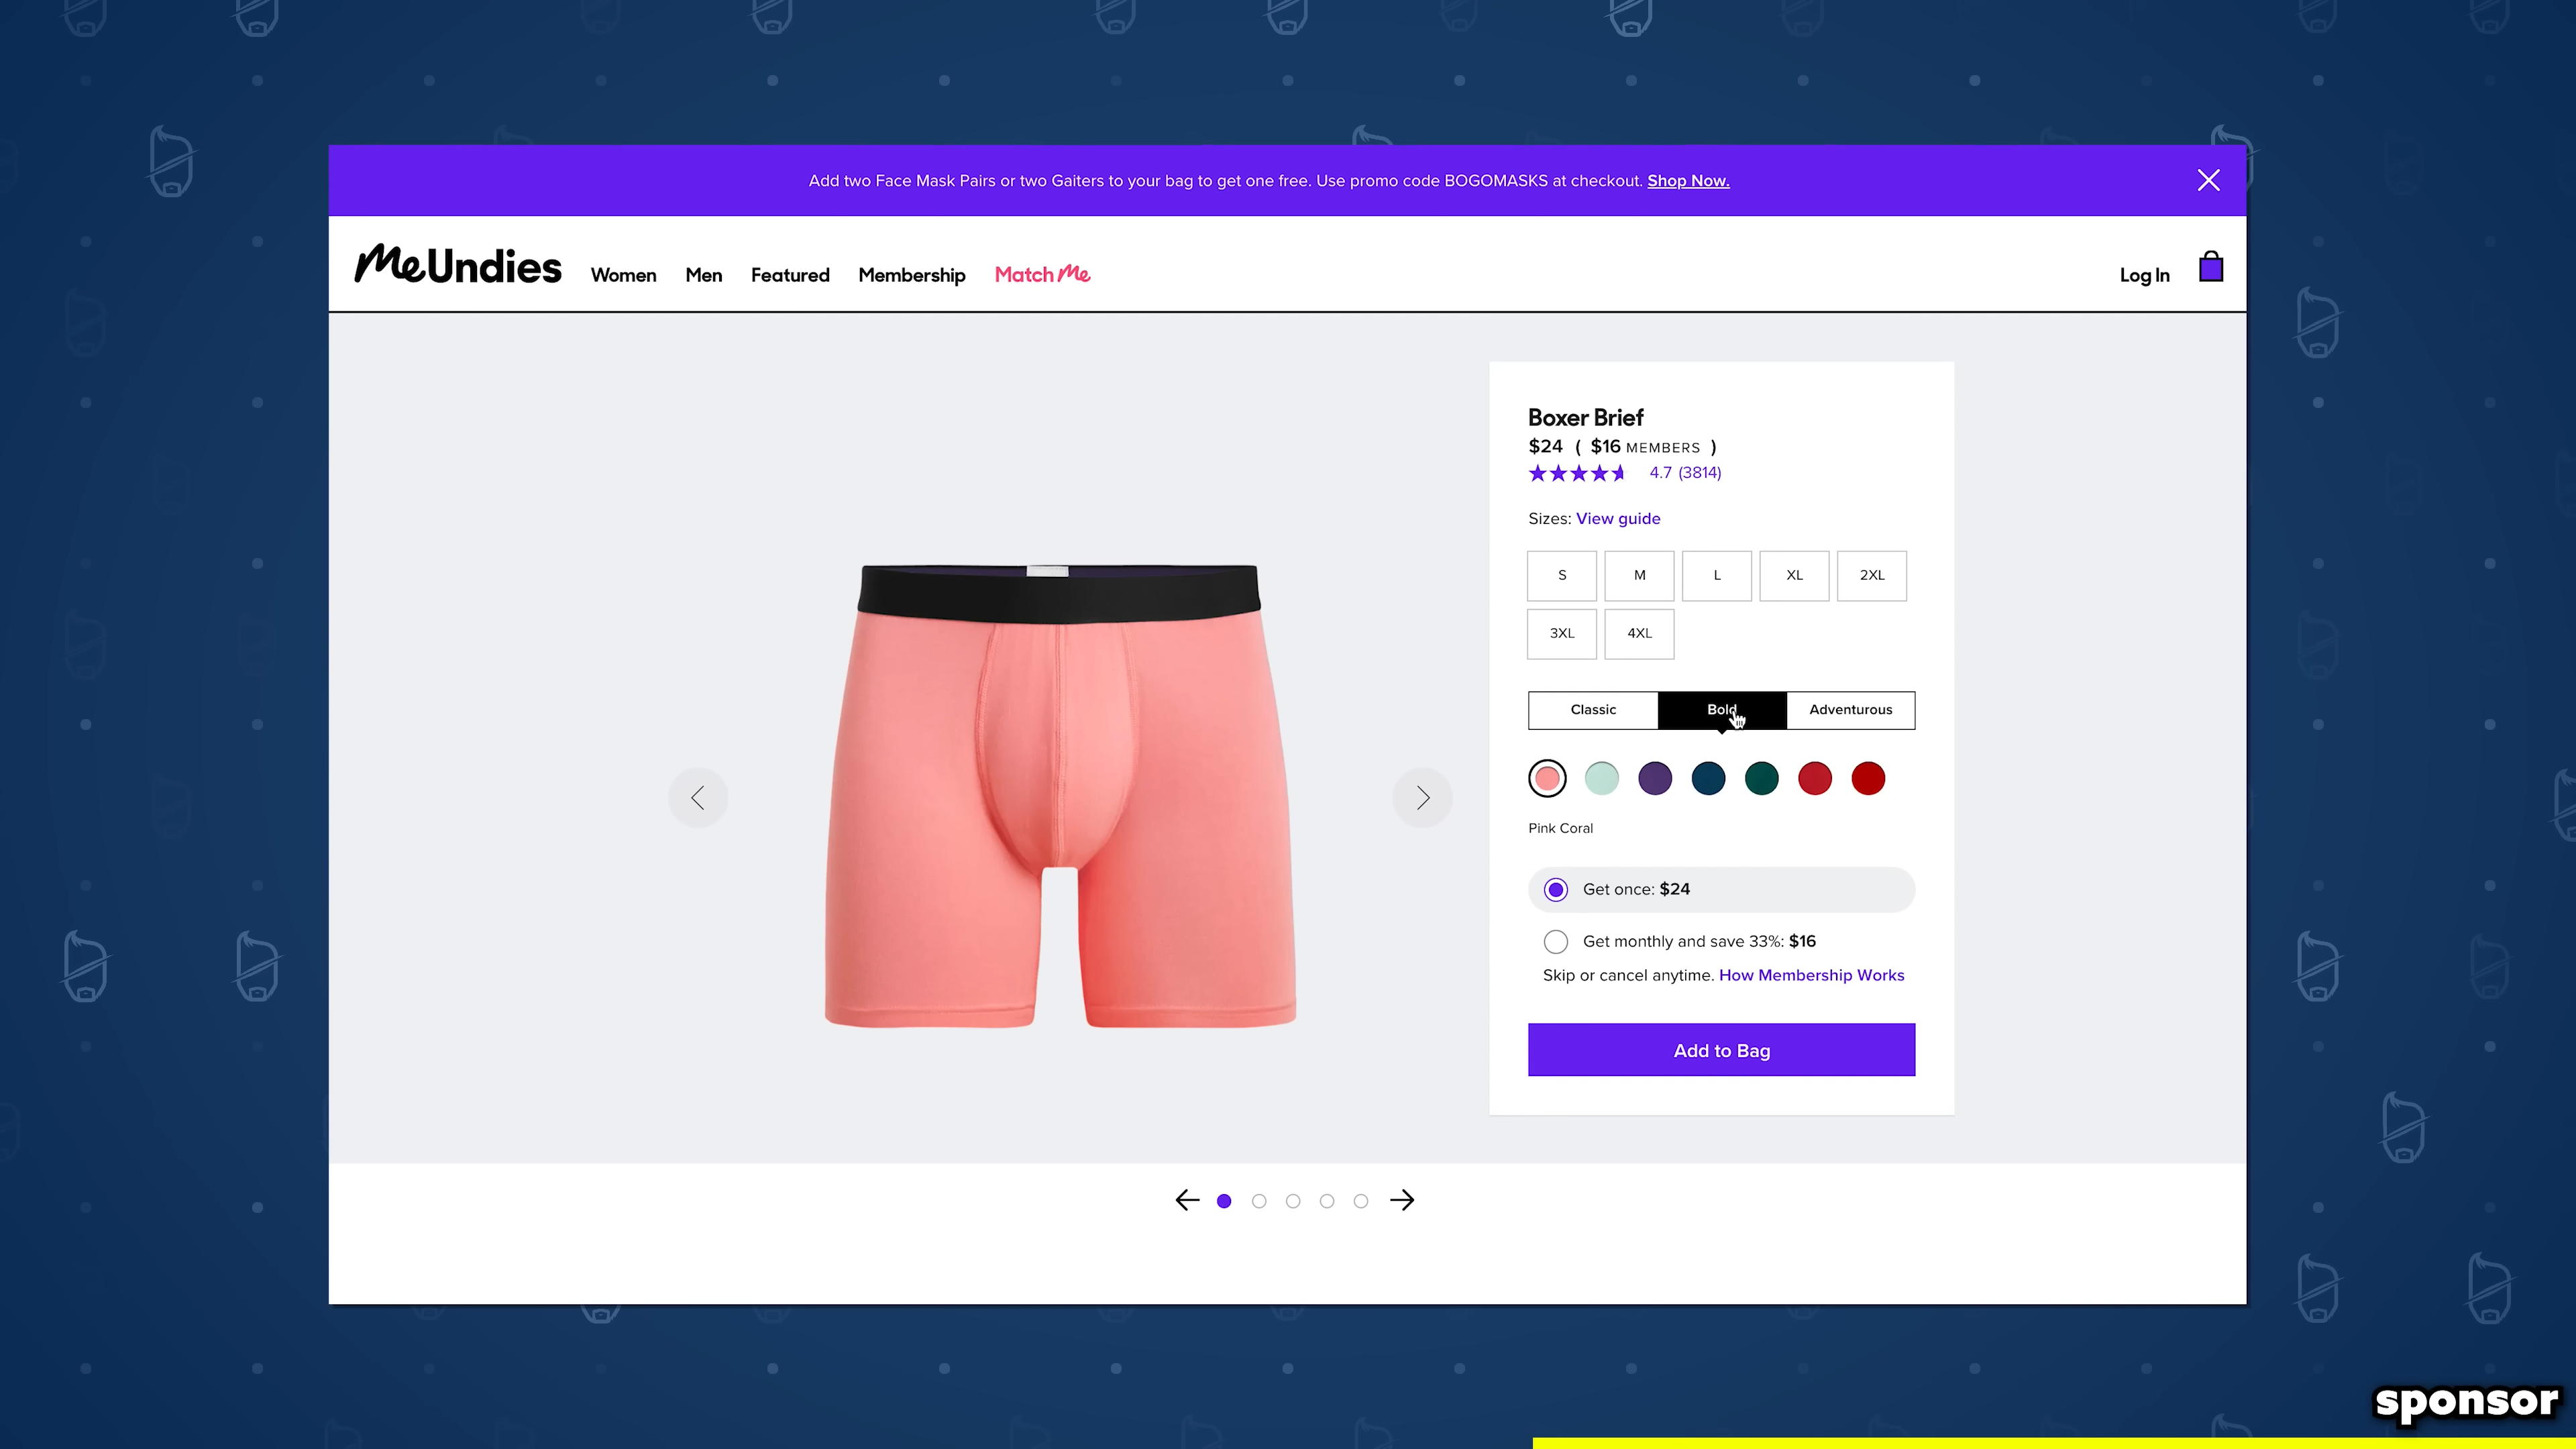 Add two Face Mask Pairs or two Gaiters to your bag to get one free. Use promo code BOGOMASKS at checkout. Shop Now.
MeUndies
Women
Men
Featured
Membership
Match Me
Log In
Boxer Brief
$24 ( $16 MEMBERS )
4.7 (3814)
Sizes: View guide
S
M
L
XL
2XL
3XL
4XL
Classic
Bold
Adventurous
Pink Coral
Get once: $24
Get monthly and save 33%: $16
Skip or cancel anytime. How Membership Works
Add to Bag
sponsor